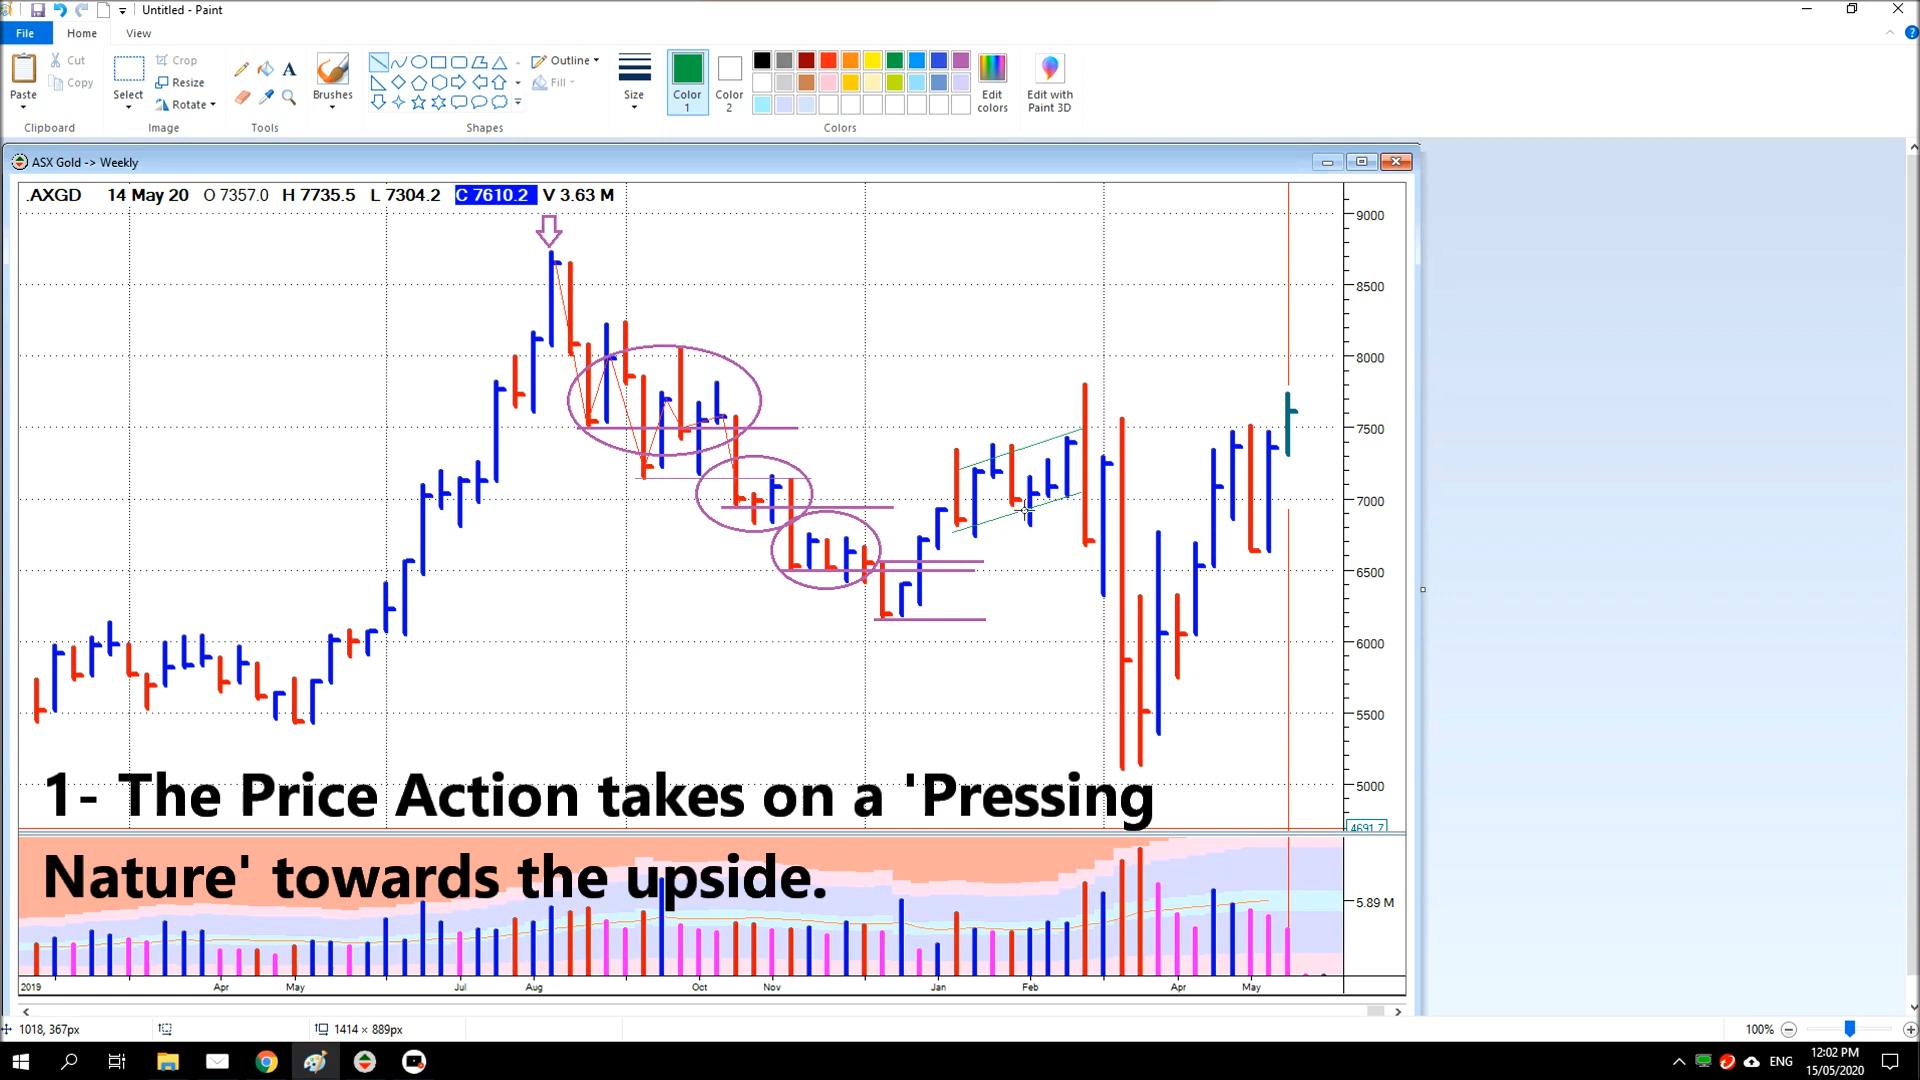 Untitled - Paint
File Home View
Paste
Cut
Copy
Clipboard
Select
Crop
Resize
Rotate
Image
Tools
Brushes
Shapes
Outline
Fill
Size
Color 1
Color 2
Colors
Edit colors
Edit with Paint 3D
ASX Gold -> Weekly
.AXGD 14 May 20 O 7357.0 H 7735.5 L 7304.2 C 7610.2 V 3.63 M
9000
8500
8000
7500
7000
6500
6000
5500
5000
4691.7
1- The Price Action takes on a 'Pressing
Nature' towards the upside.
5.89 M
2019 Apr May Jul Aug Oct Nov Jan Feb Apr May
1018, 367px
1414 × 889px
100%
ENG
12:02 PM
15/05/2020